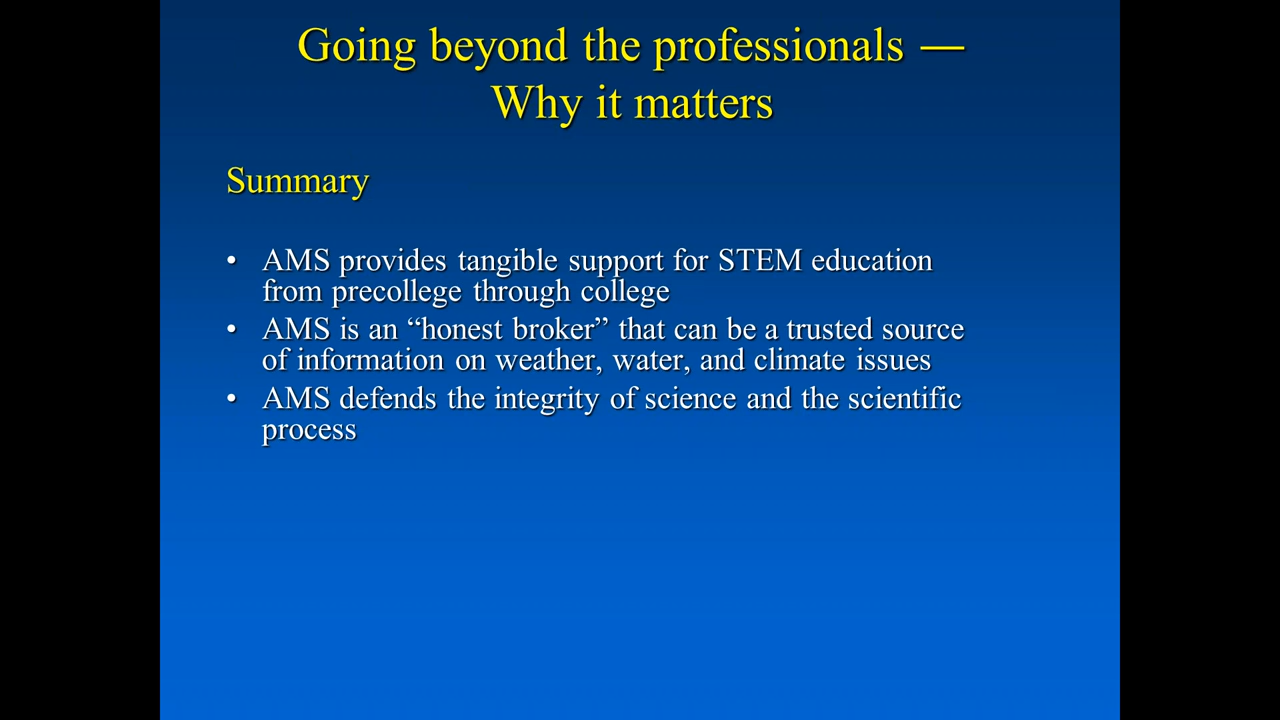 Going beyond the professionals —
Why it matters
Summary
• AMS provides tangible support for STEM education
from precollege through college
• AMS is an “honest broker” that can be a trusted source
of information on weather, water, and climate issues
• AMS defends the integrity of science and the scientific
process